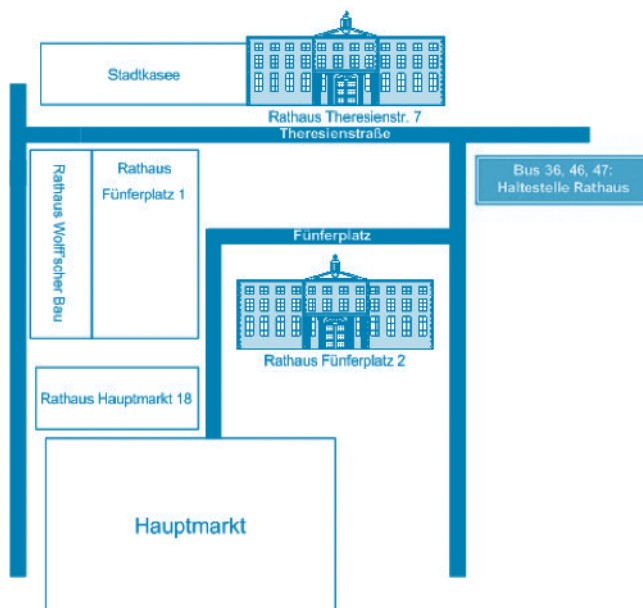 Stadtkasee
Rathaus Theresienstr. 7
Theresienstraße
Rathaus Wolff'scher Bau
Rathaus
Fünferplatz 1
Bus 36, 46, 47:
Haltestelle Rathaus
Fünferplatz
Rathaus Fünferplatz 2
Rathaus Hauptmarkt 18
Hauptmarkt